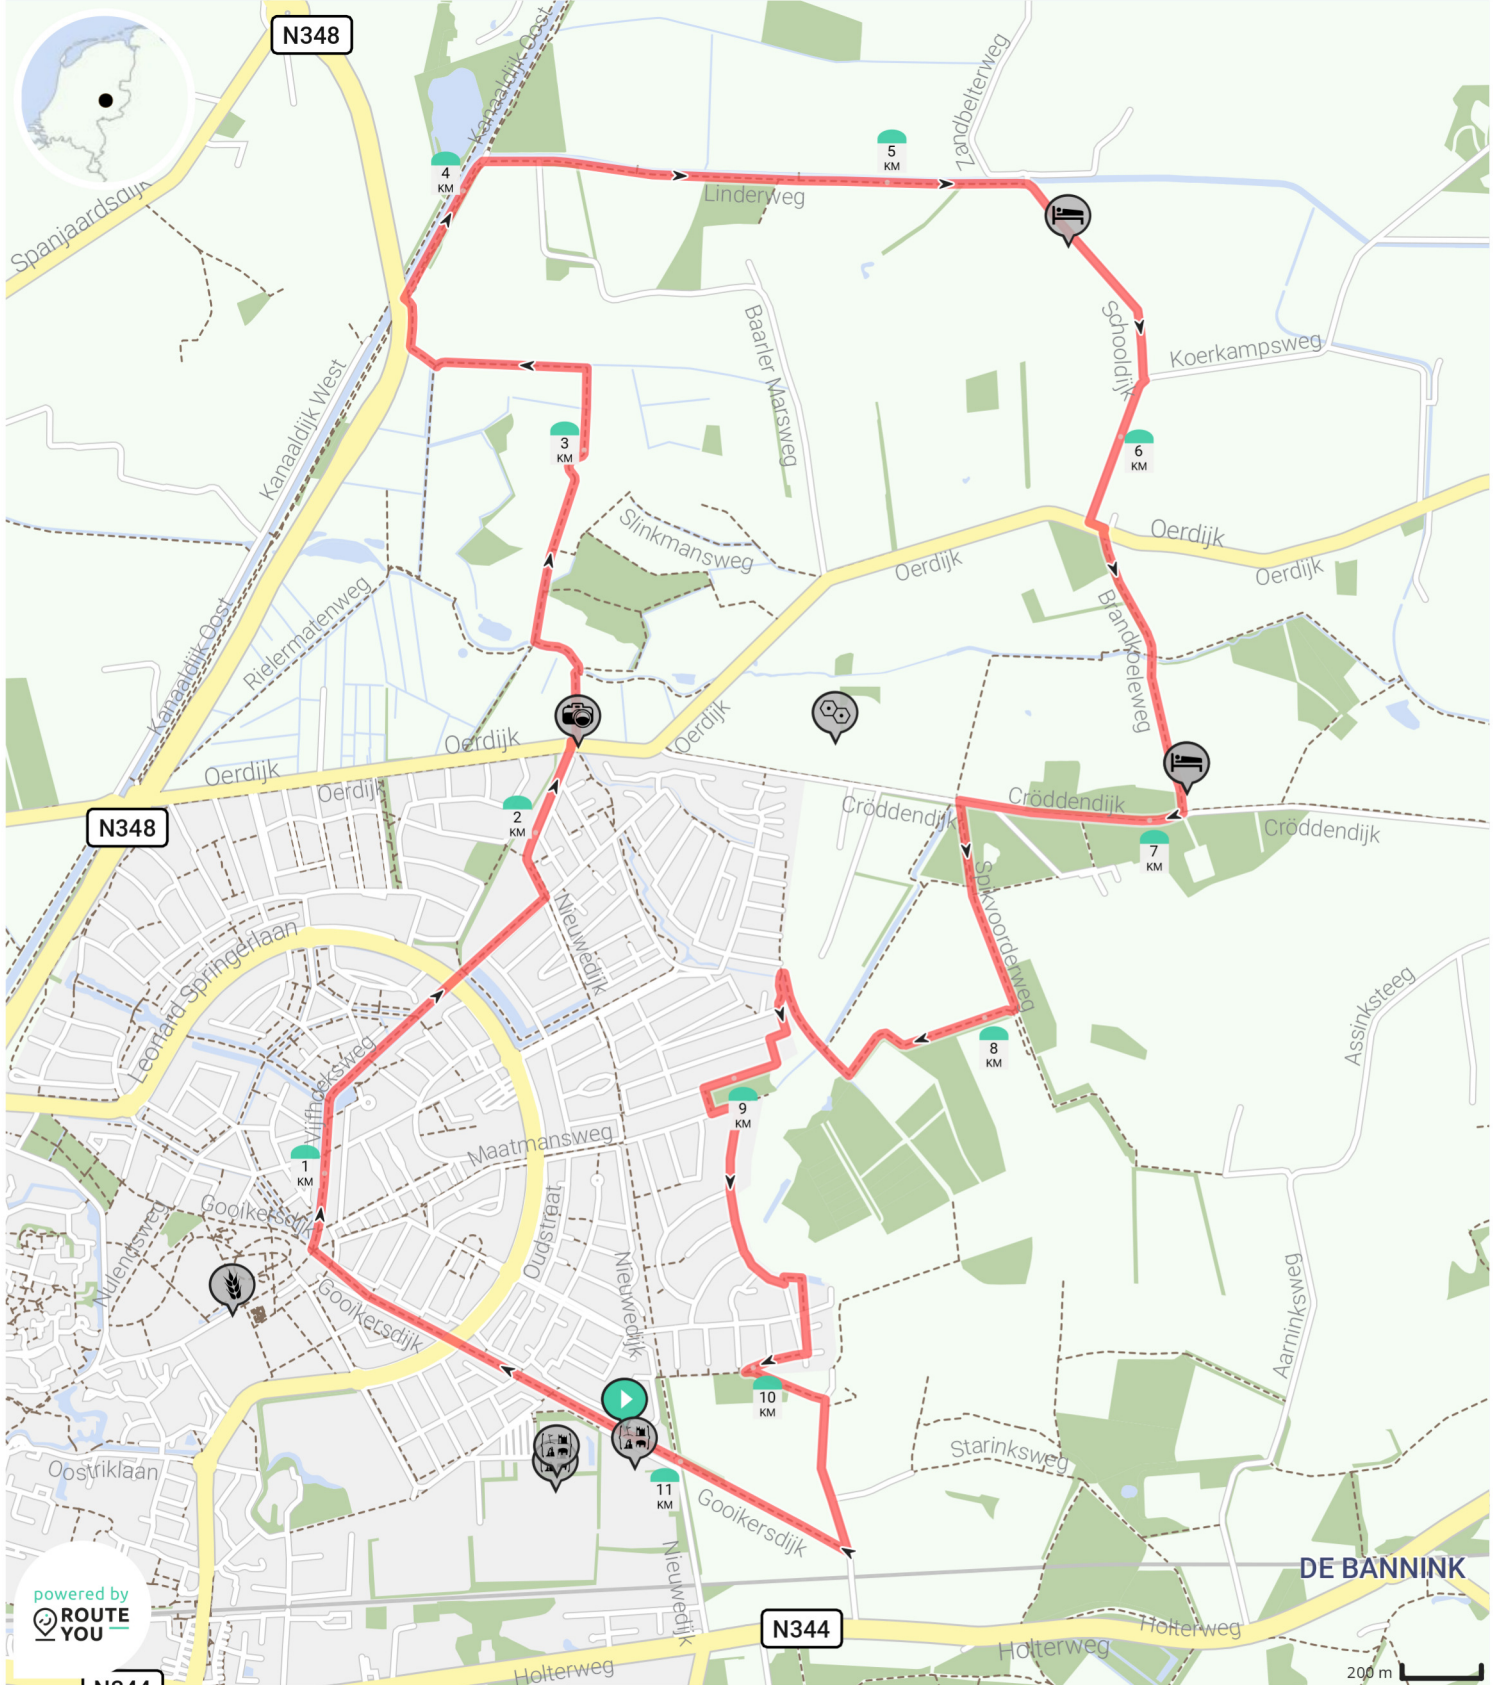 N348
Kanaaldijk Oost
Zandbelterweg
5
KM
4
KM
Spanjaardsdijk
Linderweg
Schooldijk
Baarler Marsweg
Koerkampsweg
Kanaaldijk West
3
KM
6
KM
Slinkmansweg
Oerdijk
Oerdijk
Oerdijk
Rielermatenweg
Kanaaldijk Oost
Brandkoeleweg
Oerdijk
Oerdijk
Oerdijk
Oerdijk
Cröddendijk
Cröddendijk
Cröddendijk
N348
2
KM
7
KM
Spikvoorderweg
Nieuwedijk
Leonard Springerlaan
Assinksteeg
Vijfhoeksweg
8
KM
9
KM
Maatmansweg
1
KM
Gooikersdijk
Nulendsweg
Oudstraat
Nieuwedijk
Gooikersdijk
Aarninksweg
10
KM
Starinksweg
Oostriklaan
11
KM
Gooikersdijk
Nieuwedijk
DE BANNINK
powered by
ROUTE
YOU
N344
Holterweg
Holterweg
Holterweg
200 m
N344